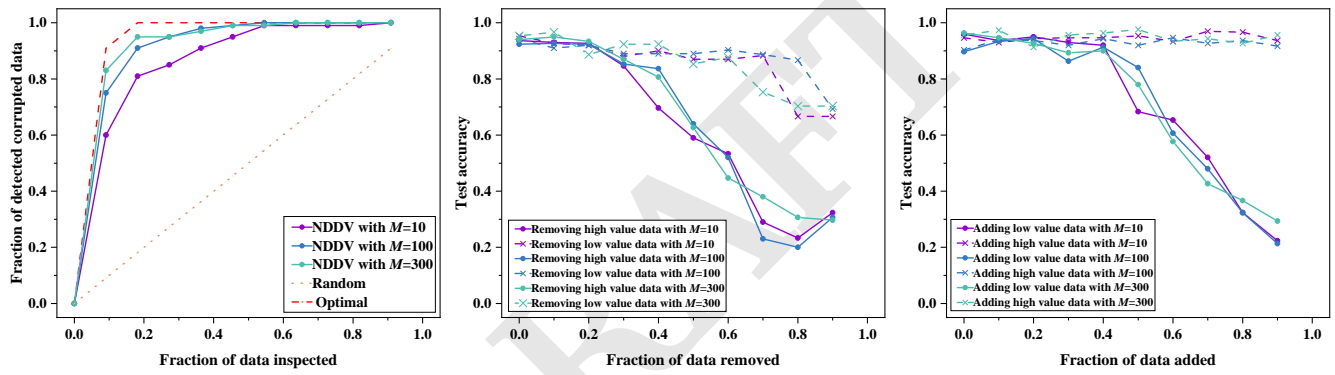 Fraction of detected corrupted data
1.0
0.8
0.6
0.4
0.2
0.0
0.0 0.2 0.4 0.6 0.8 1.0
Fraction of data inspected
NDDV with M=10
NDDV with M=100
NDDV with M=300
Random
Optimal
Test accuracy
1.0
0.8
0.6
0.4
0.2
0.0
0.0 0.2 0.4 0.6 0.8 1.0
Fraction of data removed
Removing high value data with M=10
Removing low value data with M=10
Removing high value data with M=100
Removing low value data with M=100
Removing high value data with M=300
Removing low value data with M=300
Test accuracy
1.0
0.8
0.6
0.4
0.2
0.0
0.0 0.2 0.4 0.6 0.8 1.0
Fraction of data added
Adding low value data with M=10
Adding high value data with M=10
Adding low value data with M=100
Adding high value data with M=100
Adding low value data with M=300
Adding high value data with M=300
RAFT